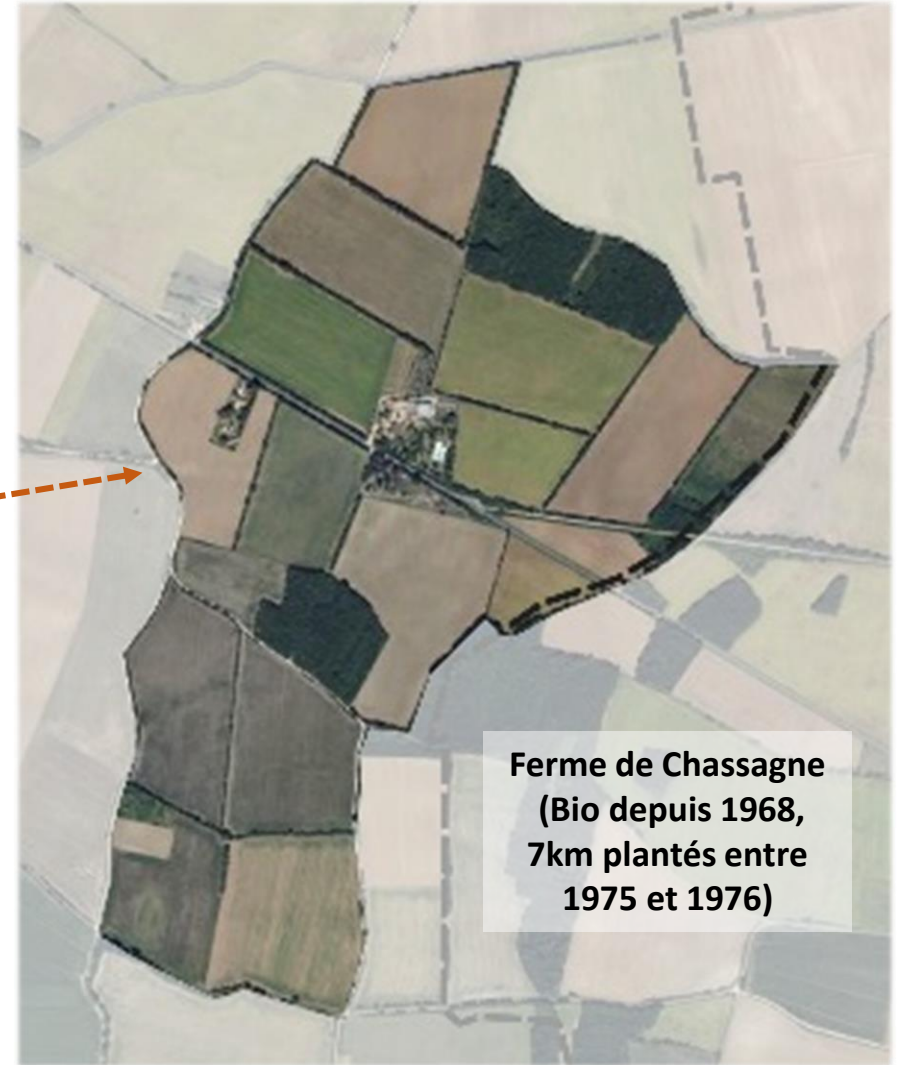 Ferme de Chassagne
(Bio depuis 1968,
7km plantés entre
1975 et 1976)